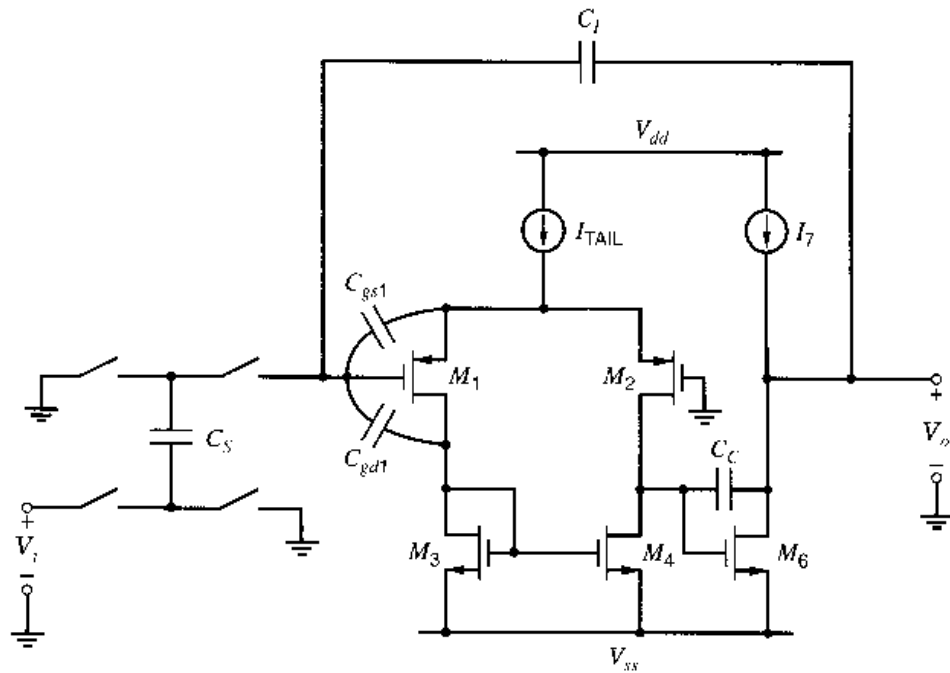 C_I
V_dd
I_TAIL
I_7
C_gs1
M_1
M_2
C_S
C_gd1
C_C
V_o
+
−
+
V_i
−
M_3
M_4
M_6
V_ss